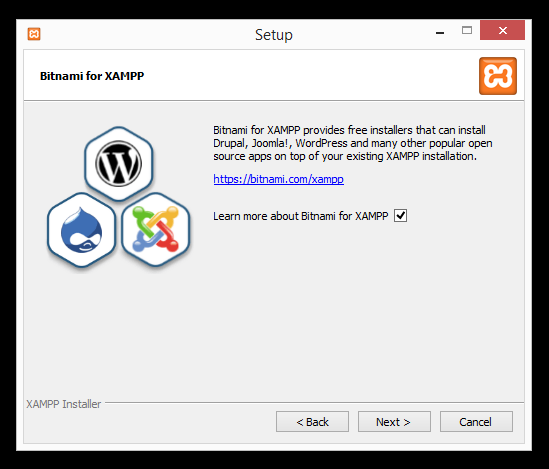 Setup
Bitnami for XAMPP
Bitnami for XAMPP provides free installers that can install
Drupal, Joomla!, WordPress and many other popular open
source apps on top of your existing XAMPP installation.
https://bitnami.com/xampp
Learn more about Bitnami for XAMPP
XAMPP Installer
< Back
Next >
Cancel